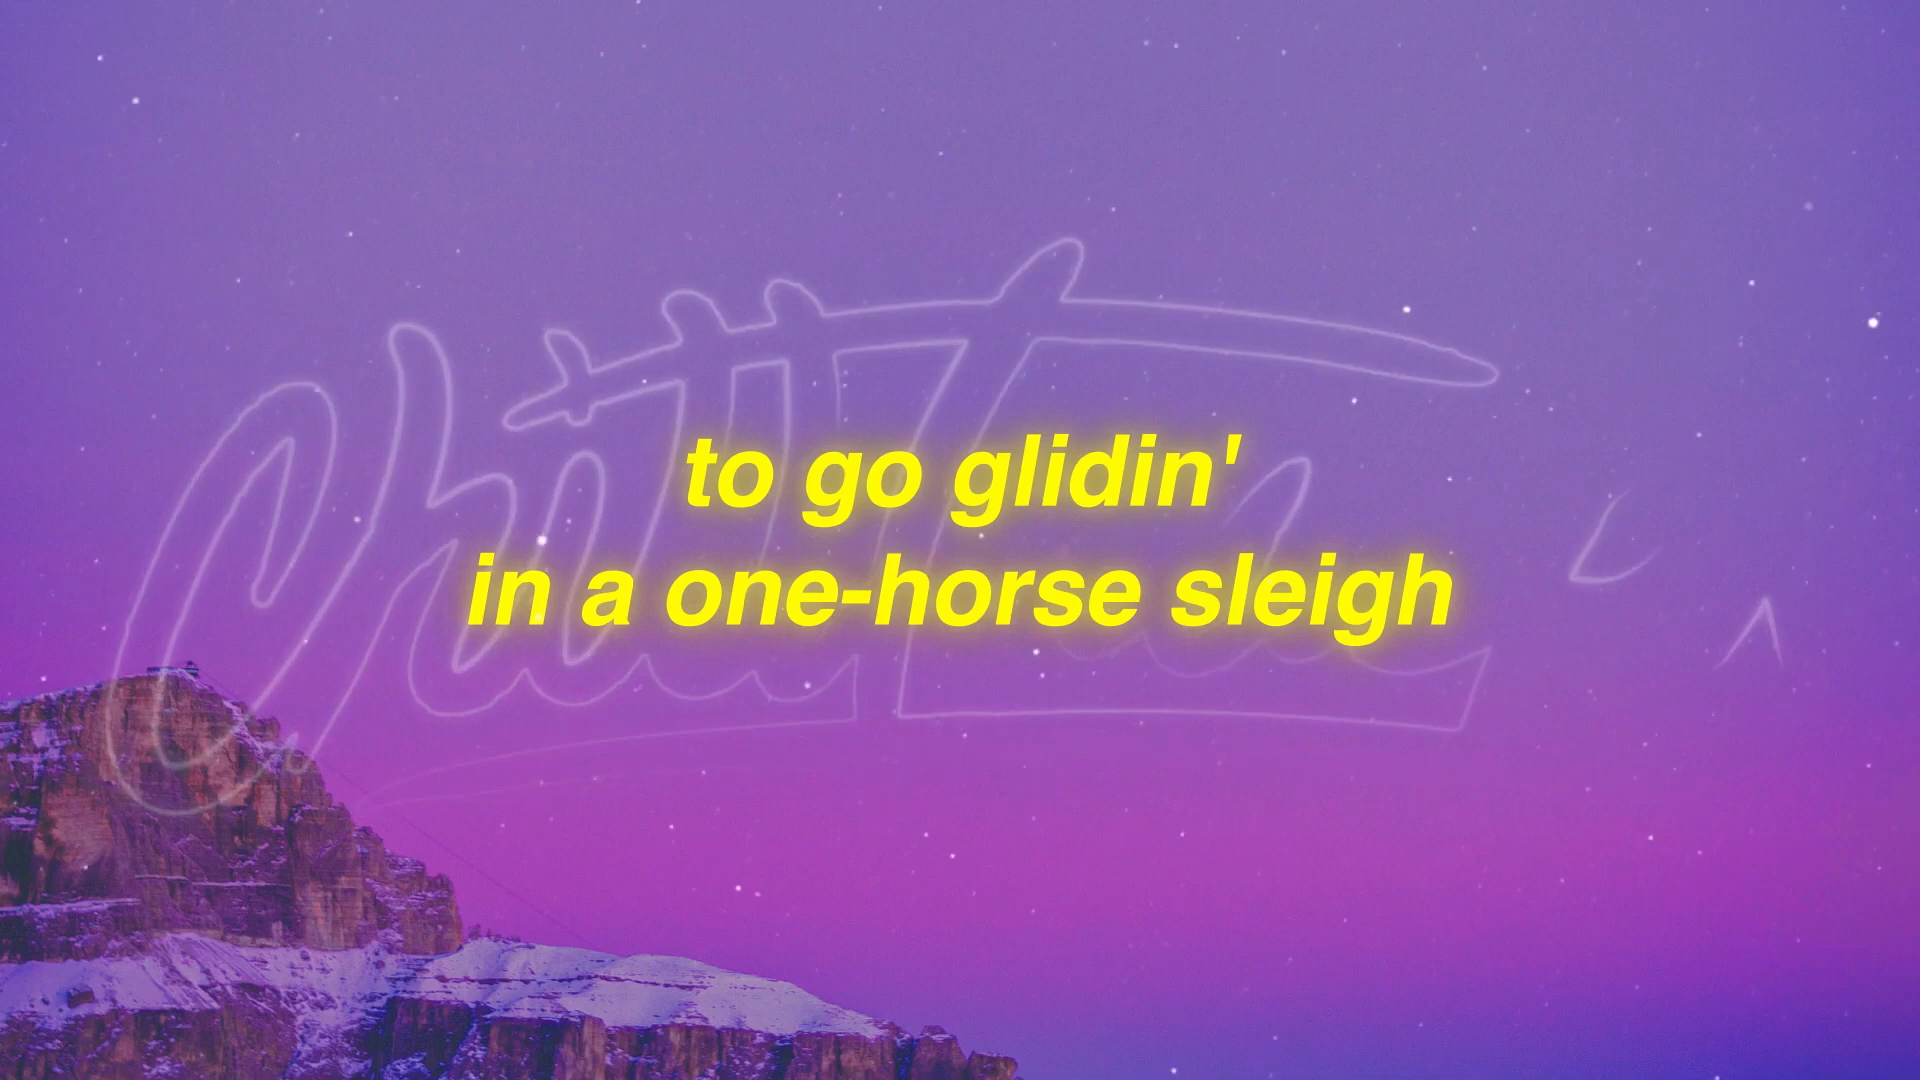 to go glidin'
in a one-horse sleigh